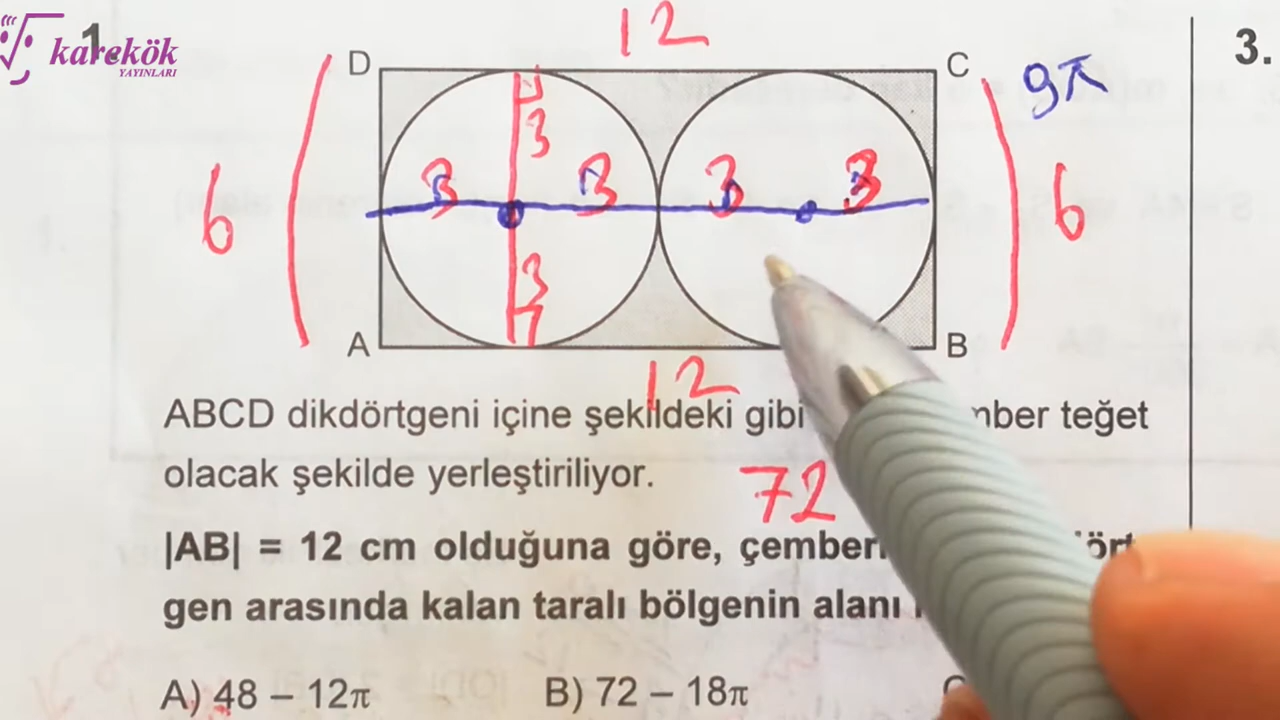 karekök
YAYINLARI
1.
3.
12
D
C
9π
6
3
3
3
3
3
3
6
A
B
12
ABCD dikdörtgeni içine şekildeki gibi teğet
olacak şekilde yerleştiriliyor.
72
|AB| = 12 cm olduğuna göre,
gen arasında kalan taralı bölgenin alanı
A) 48 – 12π
B) 72 – 18π